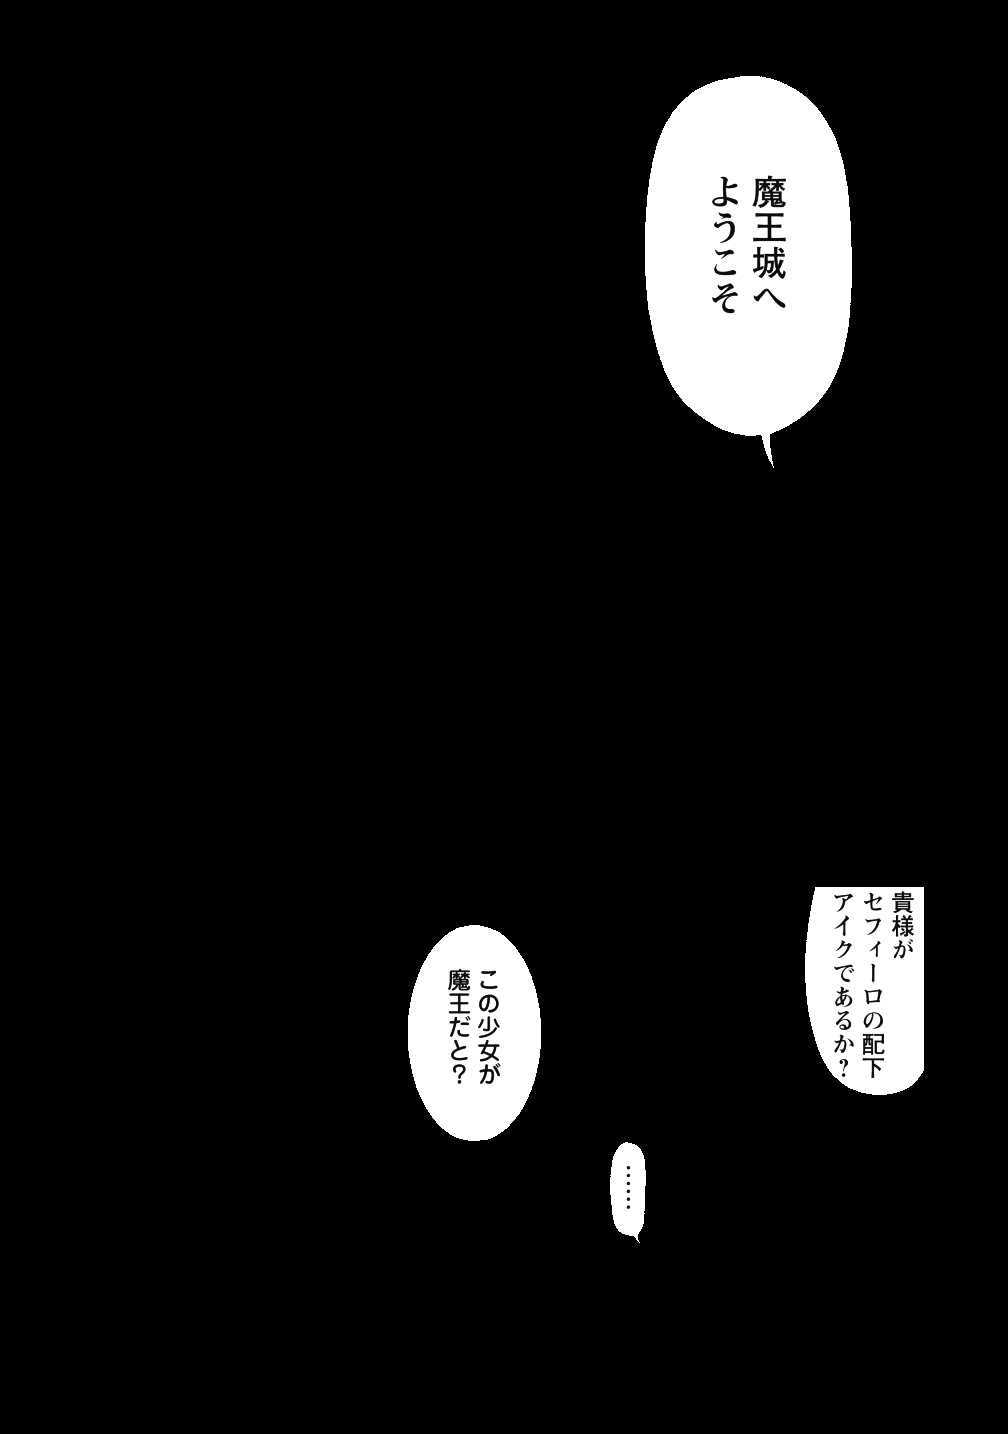 魔王城へ
ようこそ
貴様が
セフィーロの配下
アイクであるか?
……
この少女が
魔王だと?